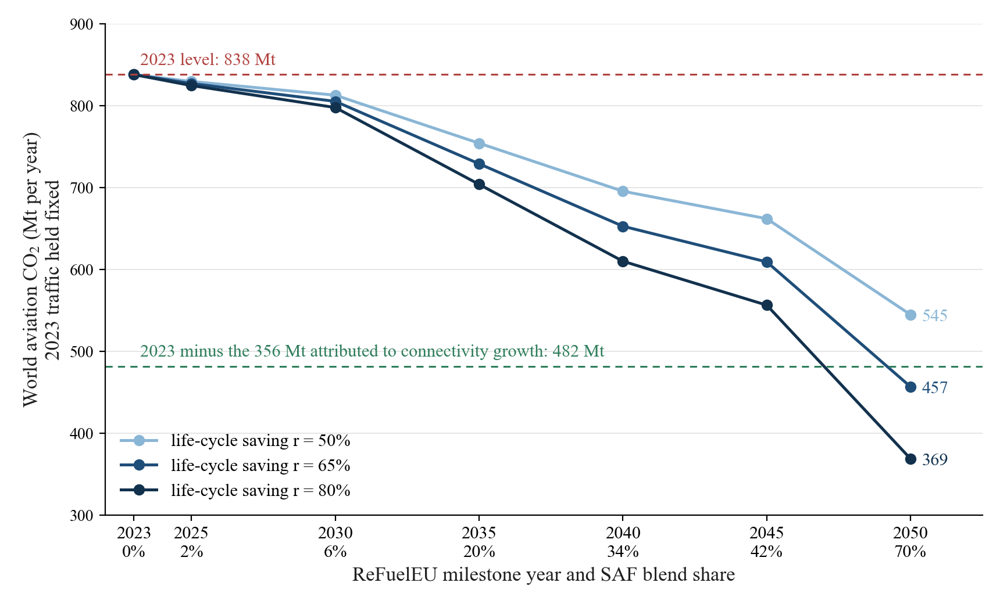 900
800
700
600
500
400
300
World aviation CO₂ (Mt per year)
2023 traffic held fixed
2023 level: 838 Mt
2023 minus the 356 Mt attributed to connectivity growth: 482 Mt
545
457
369
life-cycle saving r = 50%
life-cycle saving r = 65%
life-cycle saving r = 80%
2023 2025 2030 2035 2040 2045 2050
0% 2% 6% 20% 34% 42% 70%
ReFuelEU milestone year and SAF blend share